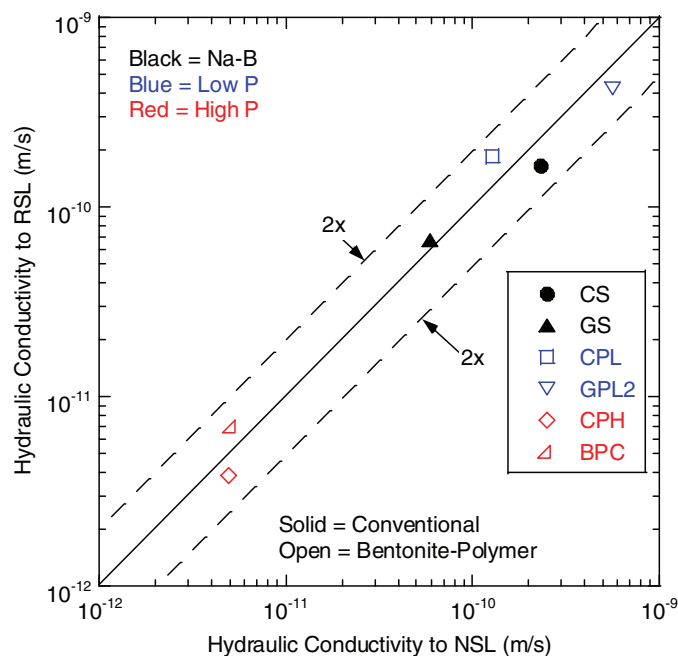 10⁻⁹
Black = Na-B
Blue = Low P
Red = High P
10⁻¹⁰
2x
2x
CS
GS
CPL
GPL2
CPH
BPC
10⁻¹¹
Solid = Conventional
Open = Bentonite-Polymer
10⁻¹²
10⁻¹² 10⁻¹¹ 10⁻¹⁰ 10⁻⁹
Hydraulic Conductivity to NSL (m/s)
Hydraulic Conductivity to RSL (m/s)